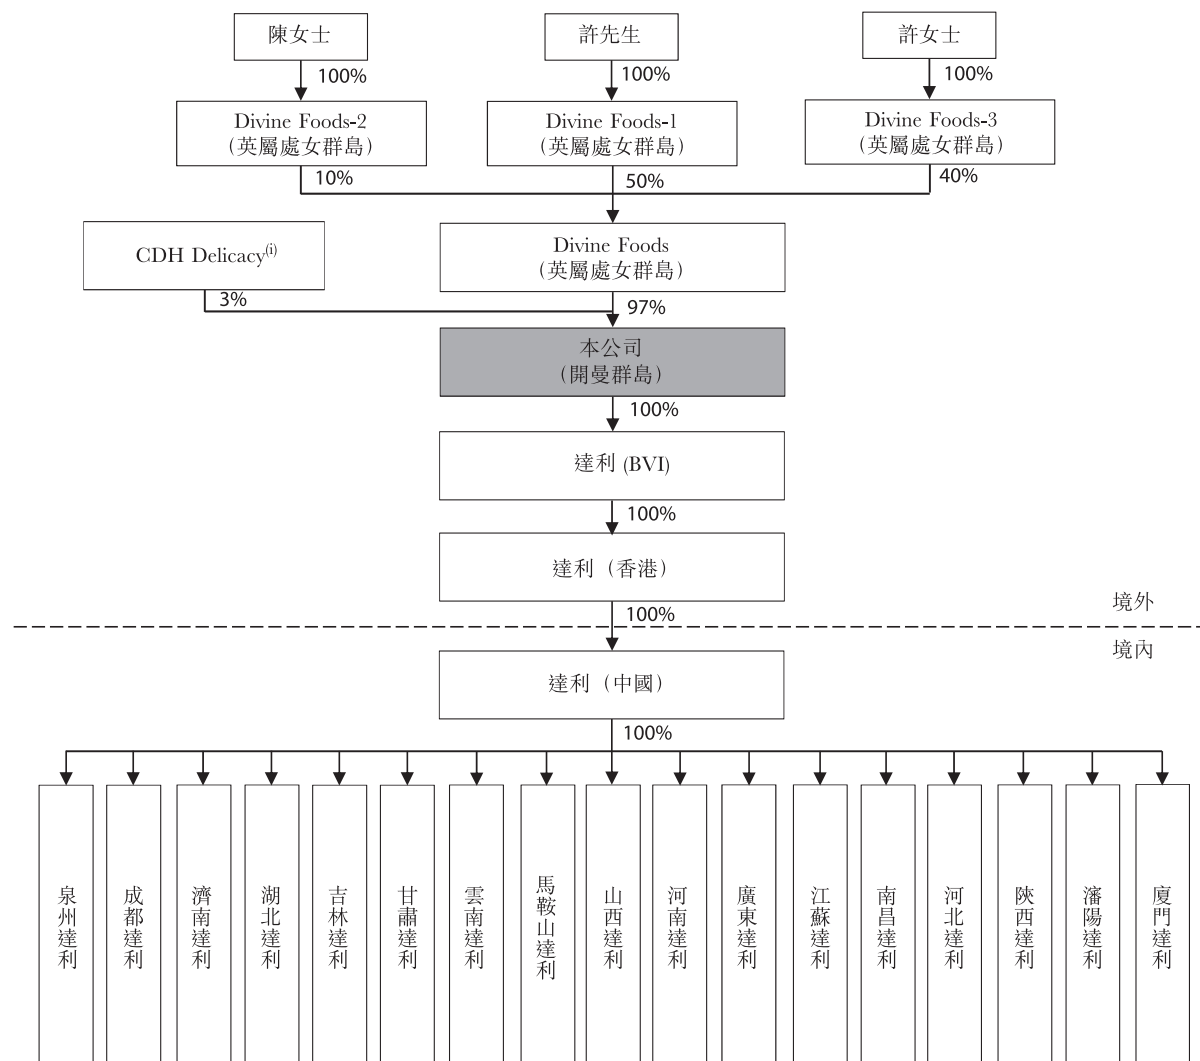 陳女士
許先生
許女士
100%
100%
100%
Divine Foods-2
(英屬處女群島)
Divine Foods-1
(英屬處女群島)
Divine Foods-3
(英屬處女群島)
10%
50%
40%
CDH Delicacy(i)
Divine Foods
(英屬處女群島)
3%
97%
本公司
(開曼群島)
100%
達利 (BVI)
100%
達利（香港）
100%
境外
境內
達利（中國）
100%
泉州達利
成都達利
濟南達利
湖北達利
吉林達利
甘肅達利
雲南達利
馬鞍山達利
山西達利
河南達利
廣東達利
江蘇達利
南昌達利
河北達利
陝西達利
瀋陽達利
廈門達利